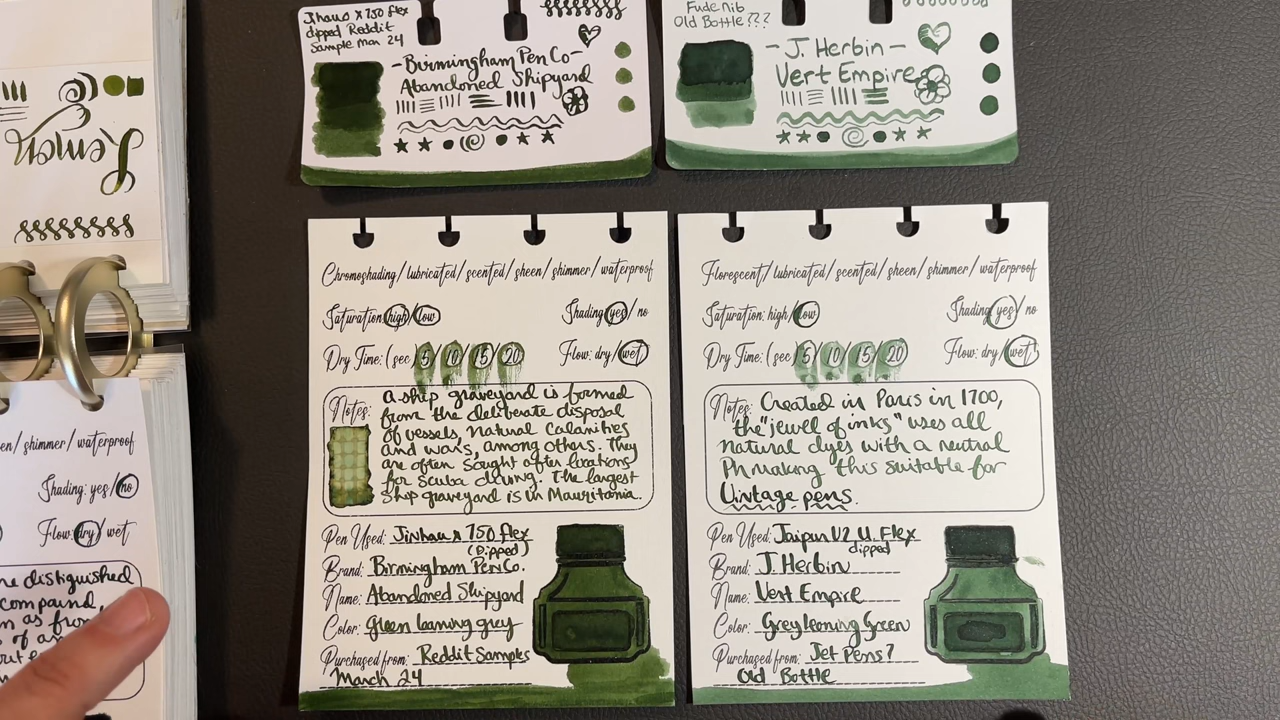 Jhaus x 750 flex
dipped Reddit
Sample Mar 24
-Birmingham Pen Co-
Abandoned Shipyard
Fude nib
Old Bottle???
- J. Herbin -
Vert Empire
Lemon
Chromoshading/lubricated/scented/sheen/shimmer/waterproof
Saturation: high/low
Shading: yes/no
Dry Time: (sec 5/10/15/20
Flow: dry/wet
Notes: A ship graveyard is formed
from the deliberate disposal
of vessels, natural calamities
and wars, among others. They
are often sought after locations
for scuba diving. The largest
ship graveyard is in Mauritania.
Pen Used: Jinhau x 750 flex
(Dipped)
Brand: Birmingham Pen Co.
Name: Abandoned Shipyard
Color: Green leaning grey
Purchased from: Reddit Samples
March 24
Florescent/lubricated/scented/sheen/shimmer/waterproof
Saturation: high/low
Shading: yes/no
Dry Time: (sec 5/10/15/20
Flow: dry/wet
Notes: Created in Paris in 1700,
the "jewel of inks" uses all
natural dyes with a neutral
Ph making this suitable for
Vintage pens.
Pen Used: Jaipur V2 U. Flex
dipped
Brand: J. Herbin
Name: Vert Empire
Color: Grey leaning Green
Purchased from: Jet Pens?
Old Bottle
en/shimmer/waterproof
Shading: yes/no
Flow: dry/wet
distiguished
compound,
as
of